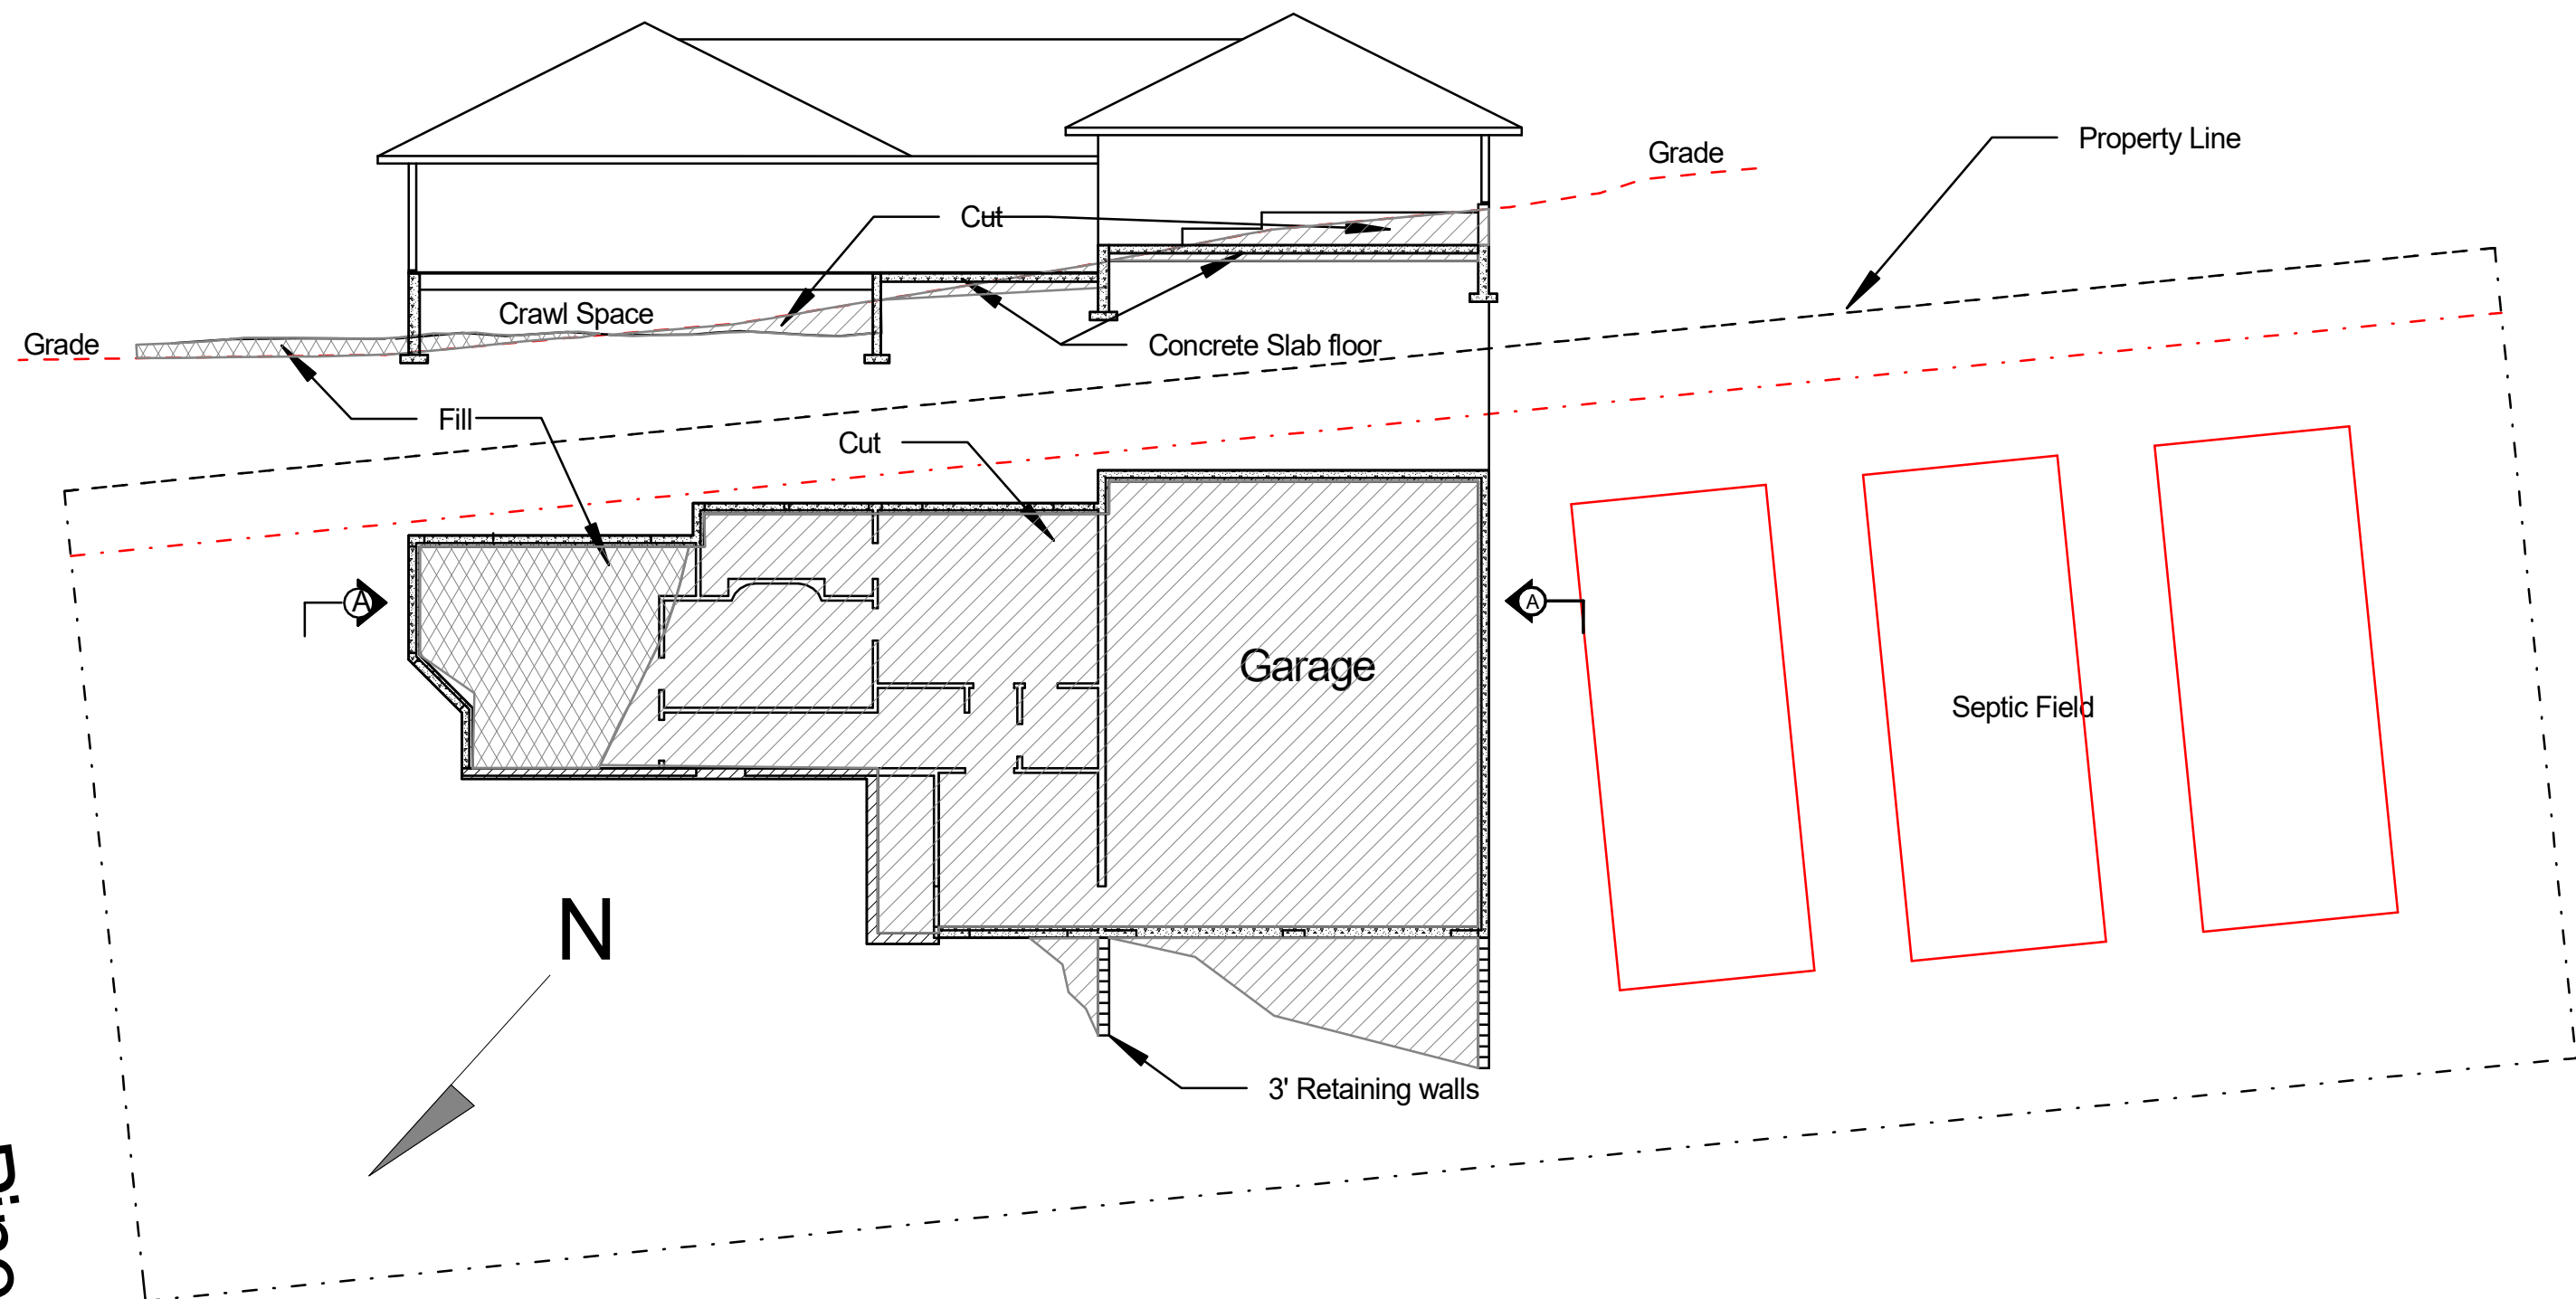 Grade
Property Line
Cut
Crawl Space
Grade
Concrete Slab floor
Fill
Cut
A
A
Garage
Septic Field
N
3' Retaining walls